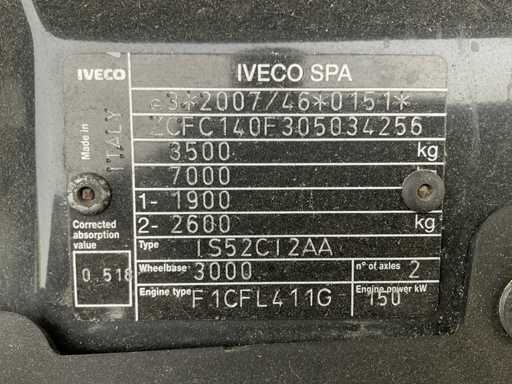 IVECO IVECO SPA
e3*2007/46*0151*
ZCFC140F305034256
Made in ITALY
3500 kg
7000
1- 1900
2- 2600 kg
Corrected absorption value
0,518
Type IS52CI2AA
Wheelbase 3000 n° of axles 2
Engine type F1CFL411G Engine power kW 150